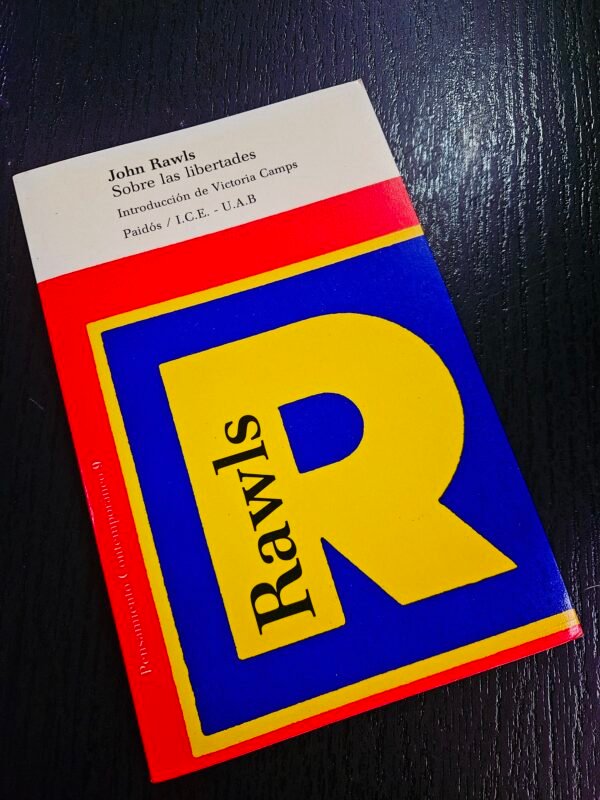 John Rawls
Sobre las libertades
Introducción de Victoria Camps
Paidós / I.C.E. - U.A.B
R
Rawls
Pensamiento Contemporáneo 9